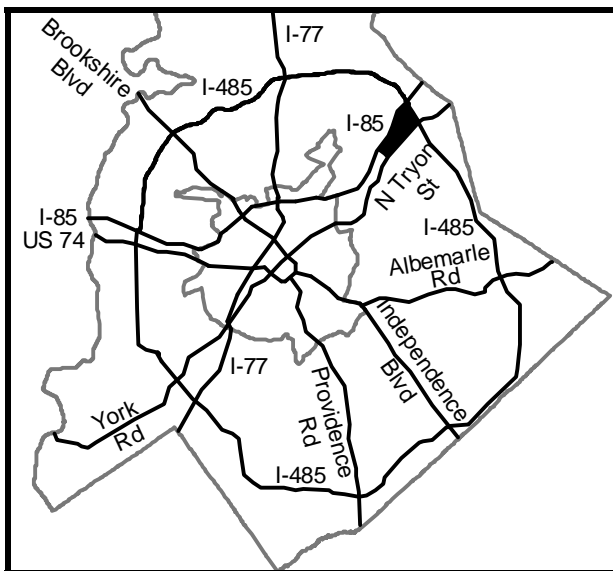 I-77
Brookshire
Blvd
I-485
I-85
N Tryon
St
I-85
US 74
I-485
Albemarle
Rd
Independence
Blvd
I-77
Providence
Rd
York
Rd
I-485